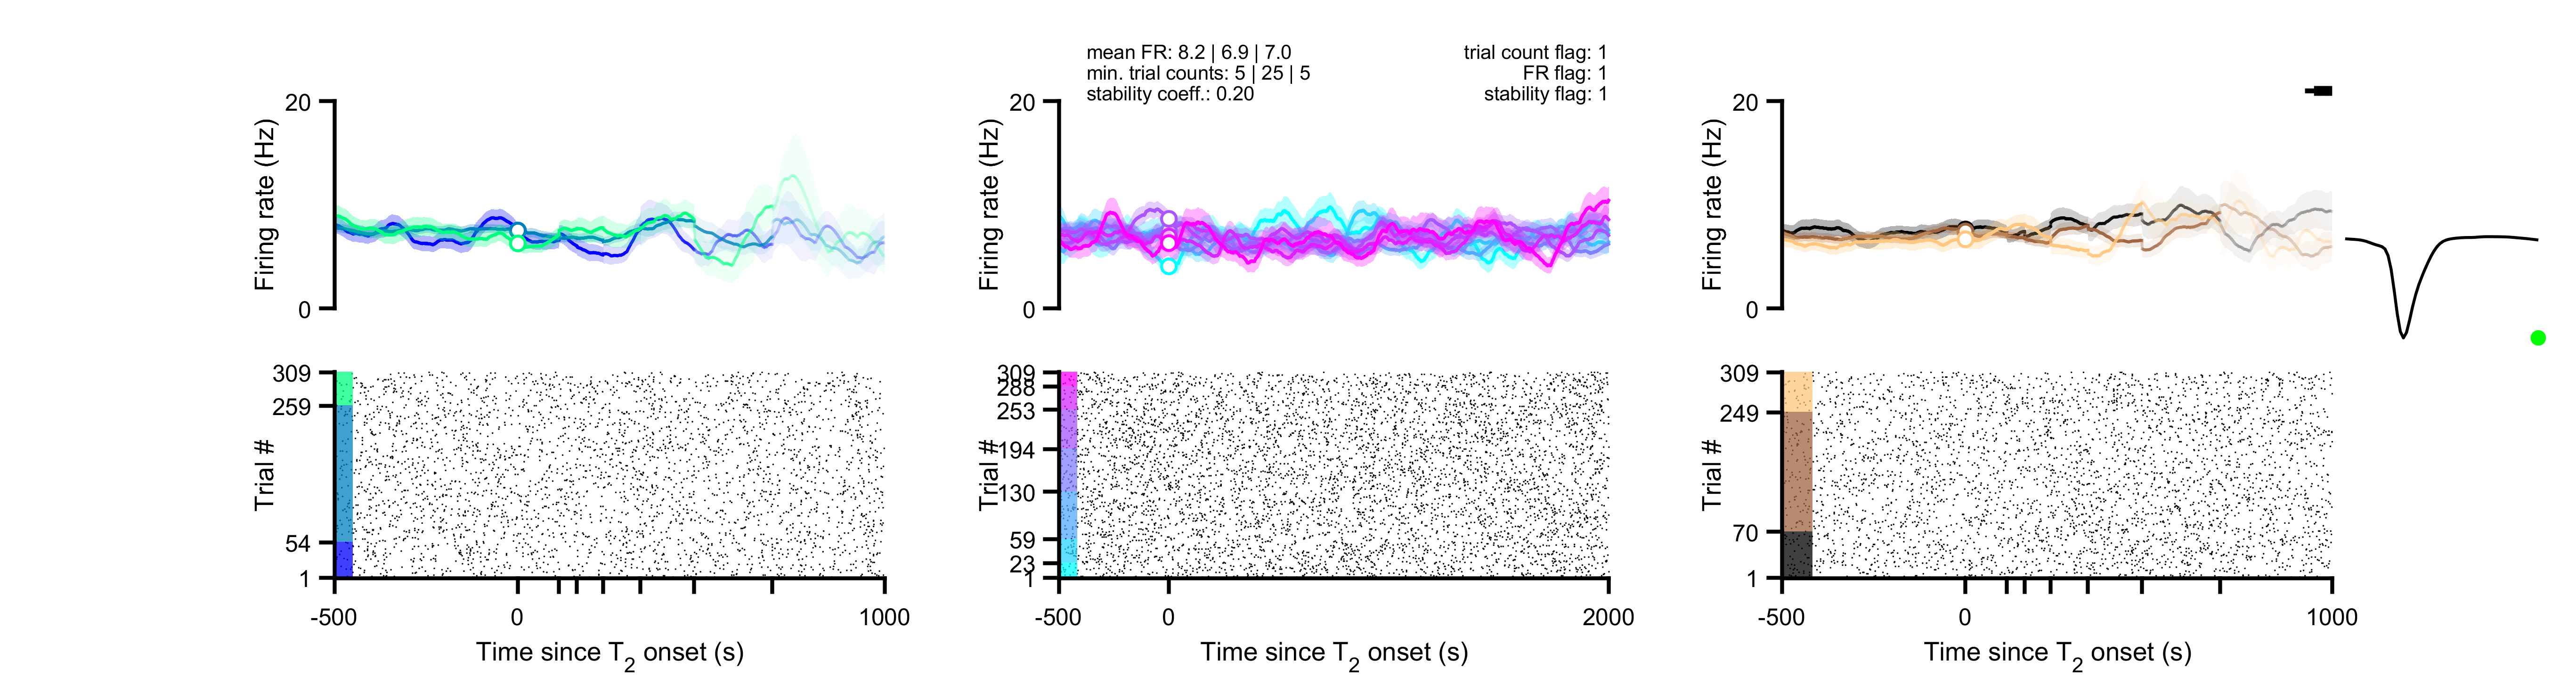 mean FR: 8.2 | 6.9 | 7.0
min. trial counts: 5 | 25 | 5
stability coeff.: 0.20
trial count flag: 1
FR flag: 1
stability flag: 1
20
Firing rate (Hz)
0
20
Firing rate (Hz)
0
20
Firing rate (Hz)
0
309
259
Trial #
54
1
-500
0
1000
Time since T2 onset (s)
309
288
253
194
Trial #
130
59
23
1
-500
0
2000
Time since T2 onset (s)
309
249
Trial #
70
1
-500
0
1000
Time since T2 onset (s)